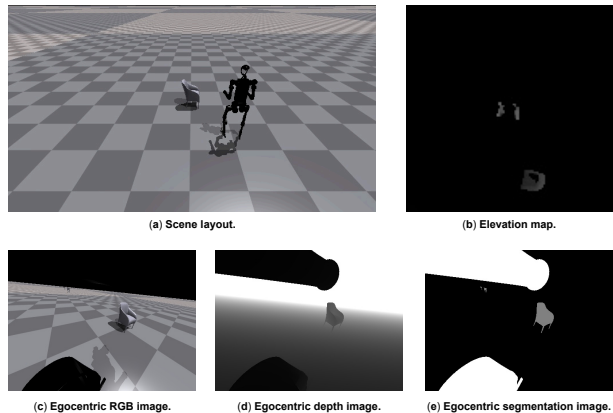 (a) Scene layout.
(b) Elevation map.
(c) Egocentric RGB image.
(d) Egocentric depth image.
(e) Egocentric segmentation image.